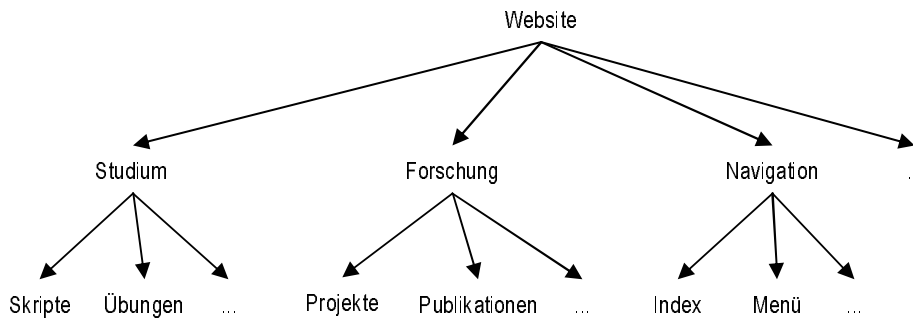 Website
Studium Forschung Navigation .
Skripte Übungen ... Projekte Publikationen ... Index Menü ...